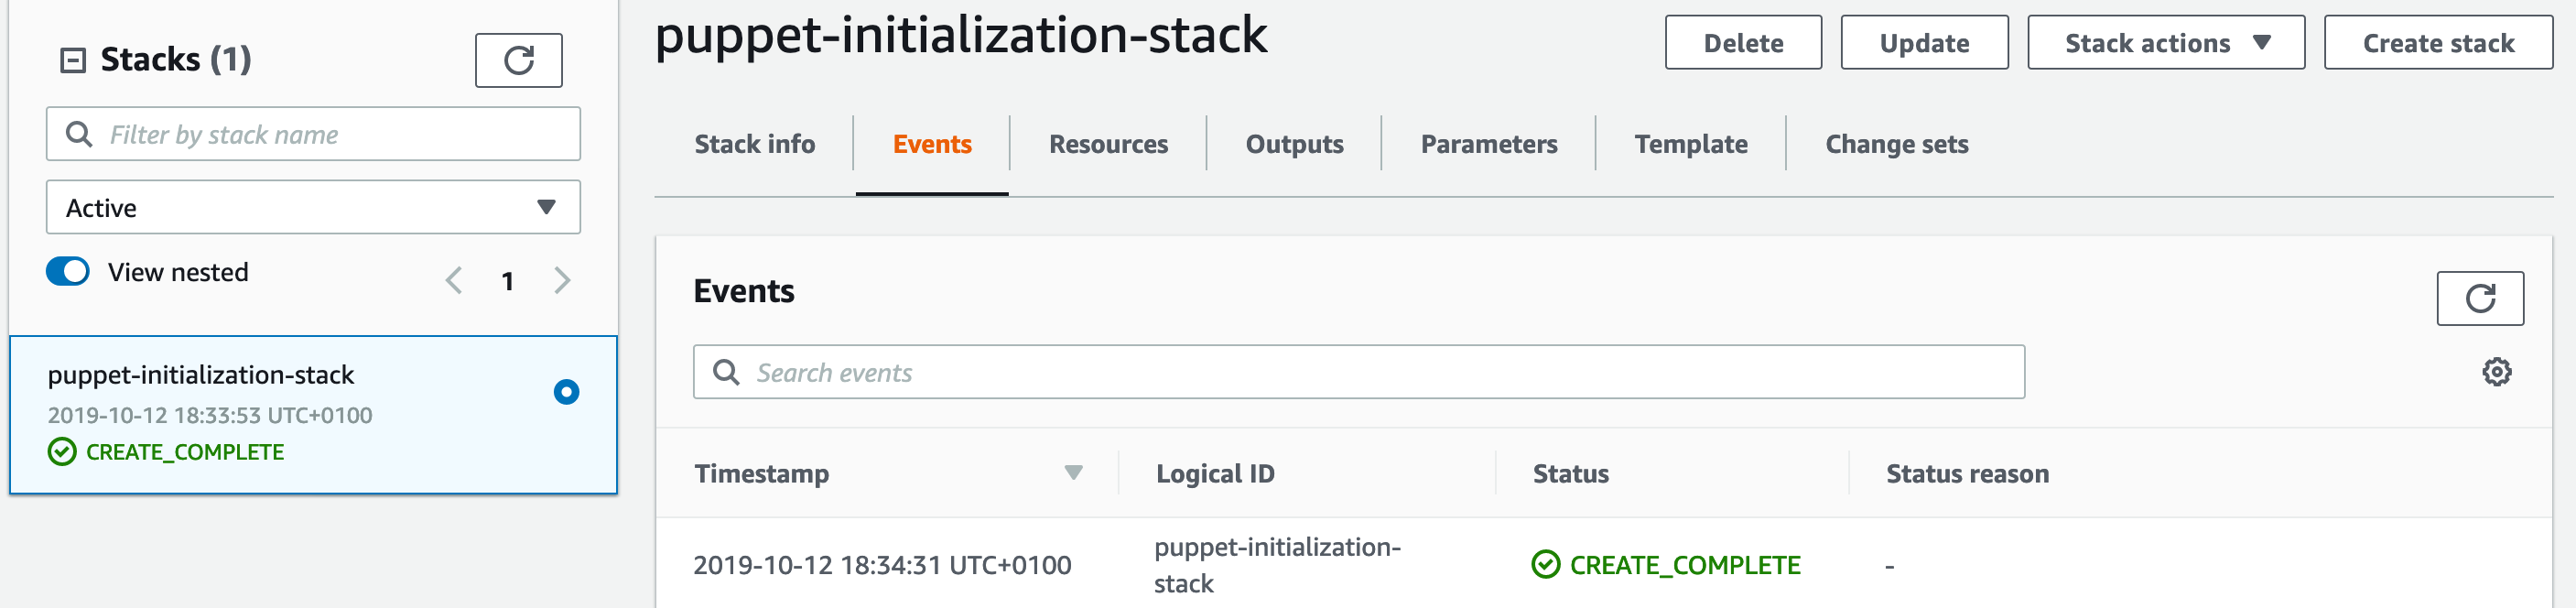 Stacks (1)
Filter by stack name
Active
View nested
1
puppet-initialization-stack
2019-10-12 18:33:53 UTC+0100
CREATE_COMPLETE
puppet-initialization-stack
Delete
Update
Stack actions
Create stack
Stack info
Events
Resources
Outputs
Parameters
Template
Change sets
Events
Search events
Timestamp
Logical ID
Status
Status reason
2019-10-12 18:34:31 UTC+0100
puppet-initialization-
stack
CREATE_COMPLETE
-